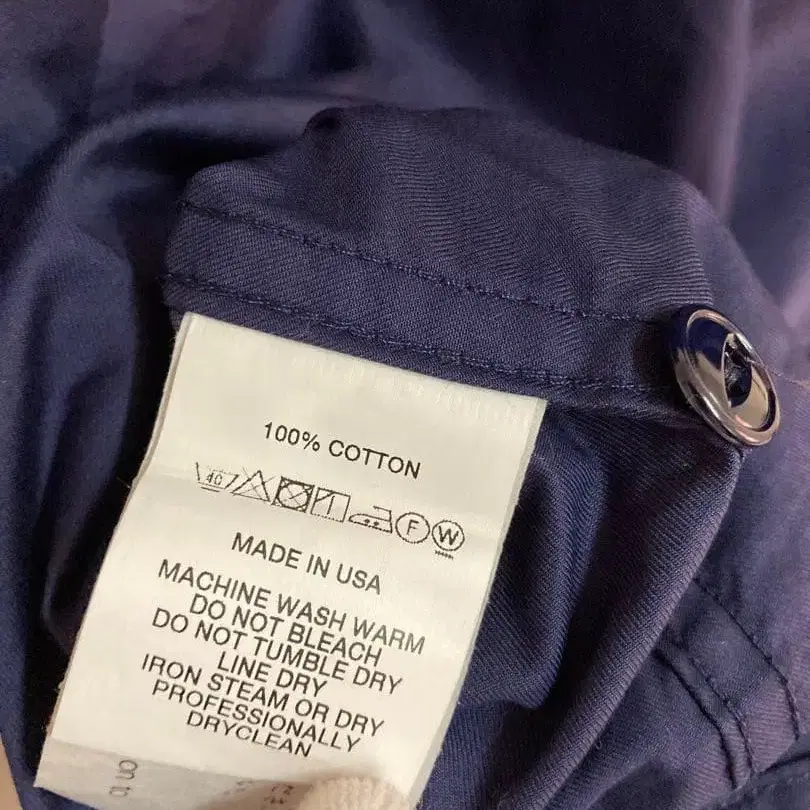 100% COTTON
40 F W
MADE IN USA
MACHINE WASH WARM
DO NOT BLEACH
DO NOT TUMBLE DRY
LINE DRY
IRON STEAM OR DRY
PROFESSIONALLY
DRYCLEAN